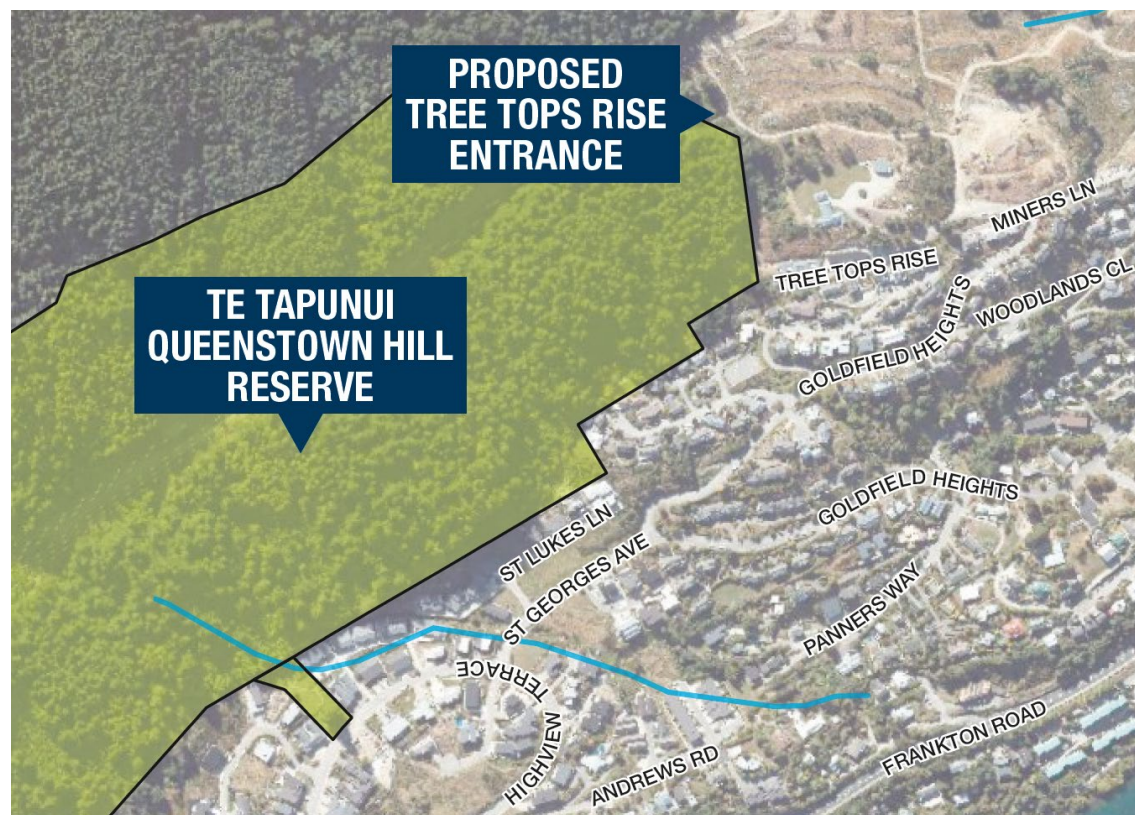 PROPOSED
TREE TOPS RISE
ENTRANCE
MINERS LN
TREE TOPS RISE
WOODLANDS CL
GOLDFIELD HEIGHTS
TE TAPUNUI
QUEENSTOWN HILL
RESERVE
GOLDFIELD HEIGHTS
ST LUKES LN
ST GEORGES AVE
PANNERS WAY
HIGHVIEW TERRACE
ANDREWS RD
FRANKTON ROAD